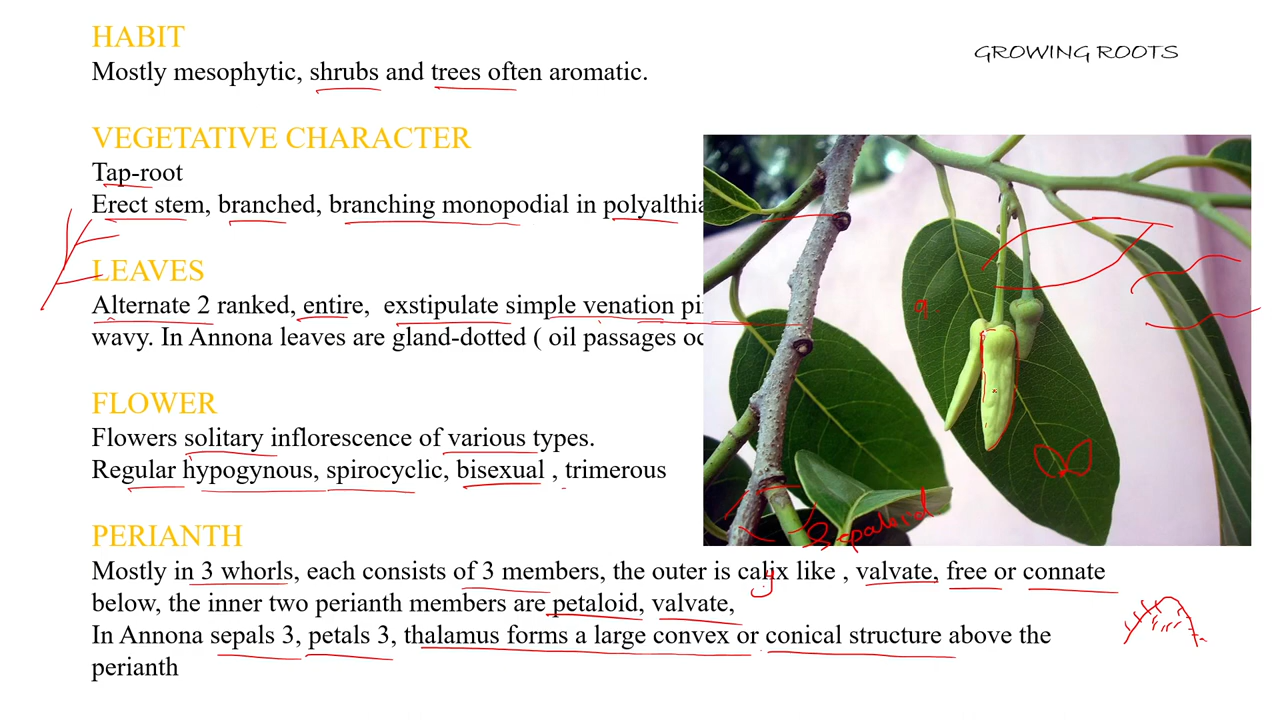 HABIT
GROWING ROOTS
Mostly mesophytic, shrubs and trees often aromatic.
VEGETATIVE CHARACTER
Tap-root
Erect stem, branched, branching monopodial in polyalthia
LEAVES
Alternate 2 ranked, entire, exstipulate simple venation
wavy. In Annona leaves are gland-dotted ( oil passages
FLOWER
Flowers solitary inflorescence of various types.
Regular hypogynous, spirocyclic, bisexual , trimerous
Sepaloid
PERIANTH
Mostly in 3 whorls, each consists of 3 members, the outer is calix like , valvate, free or connate
y
below, the inner two perianth members are petaloid, valvate,
In Annona sepals 3, petals 3, thalamus forms a large convex or conical structure above the
perianth